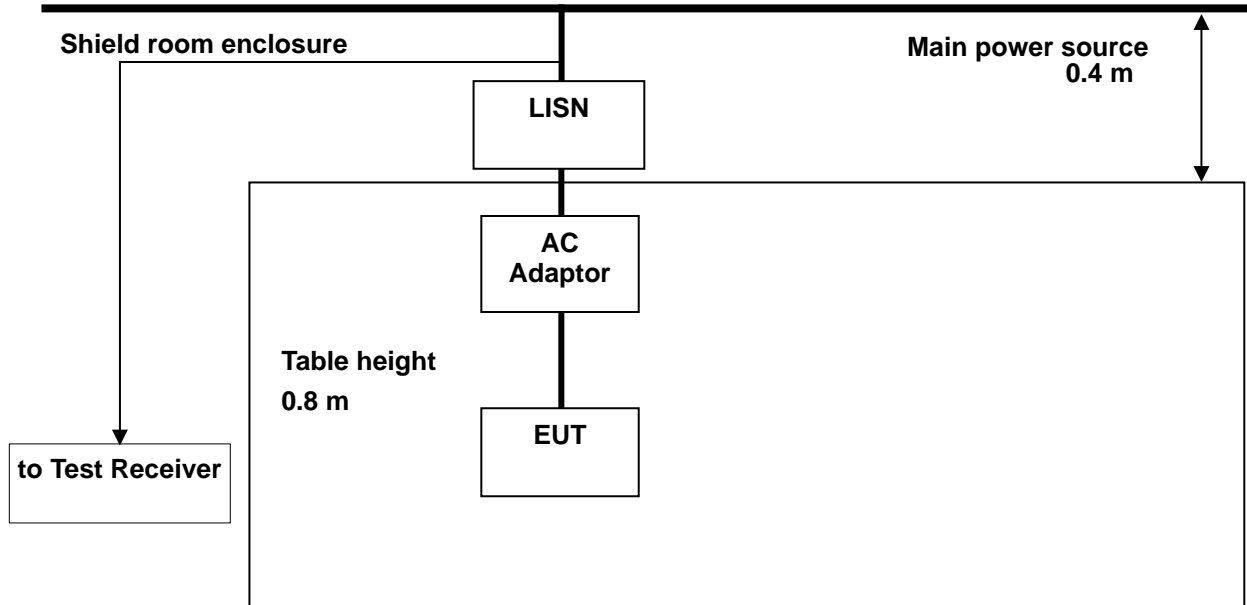 Shield room enclosure
Main power source
0.4 m
LISN
AC
Adaptor
Table height
0.8 m
EUT
to Test Receiver